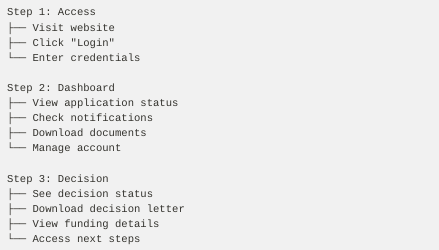 Step 1: Access
├── Visit website
├── Click "Login"
└── Enter credentials

Step 2: Dashboard
├── View application status
├── Check notifications
├── Download documents
└── Manage account

Step 3: Decision
├── See decision status
├── Download decision letter
├── View funding details
└── Access next steps